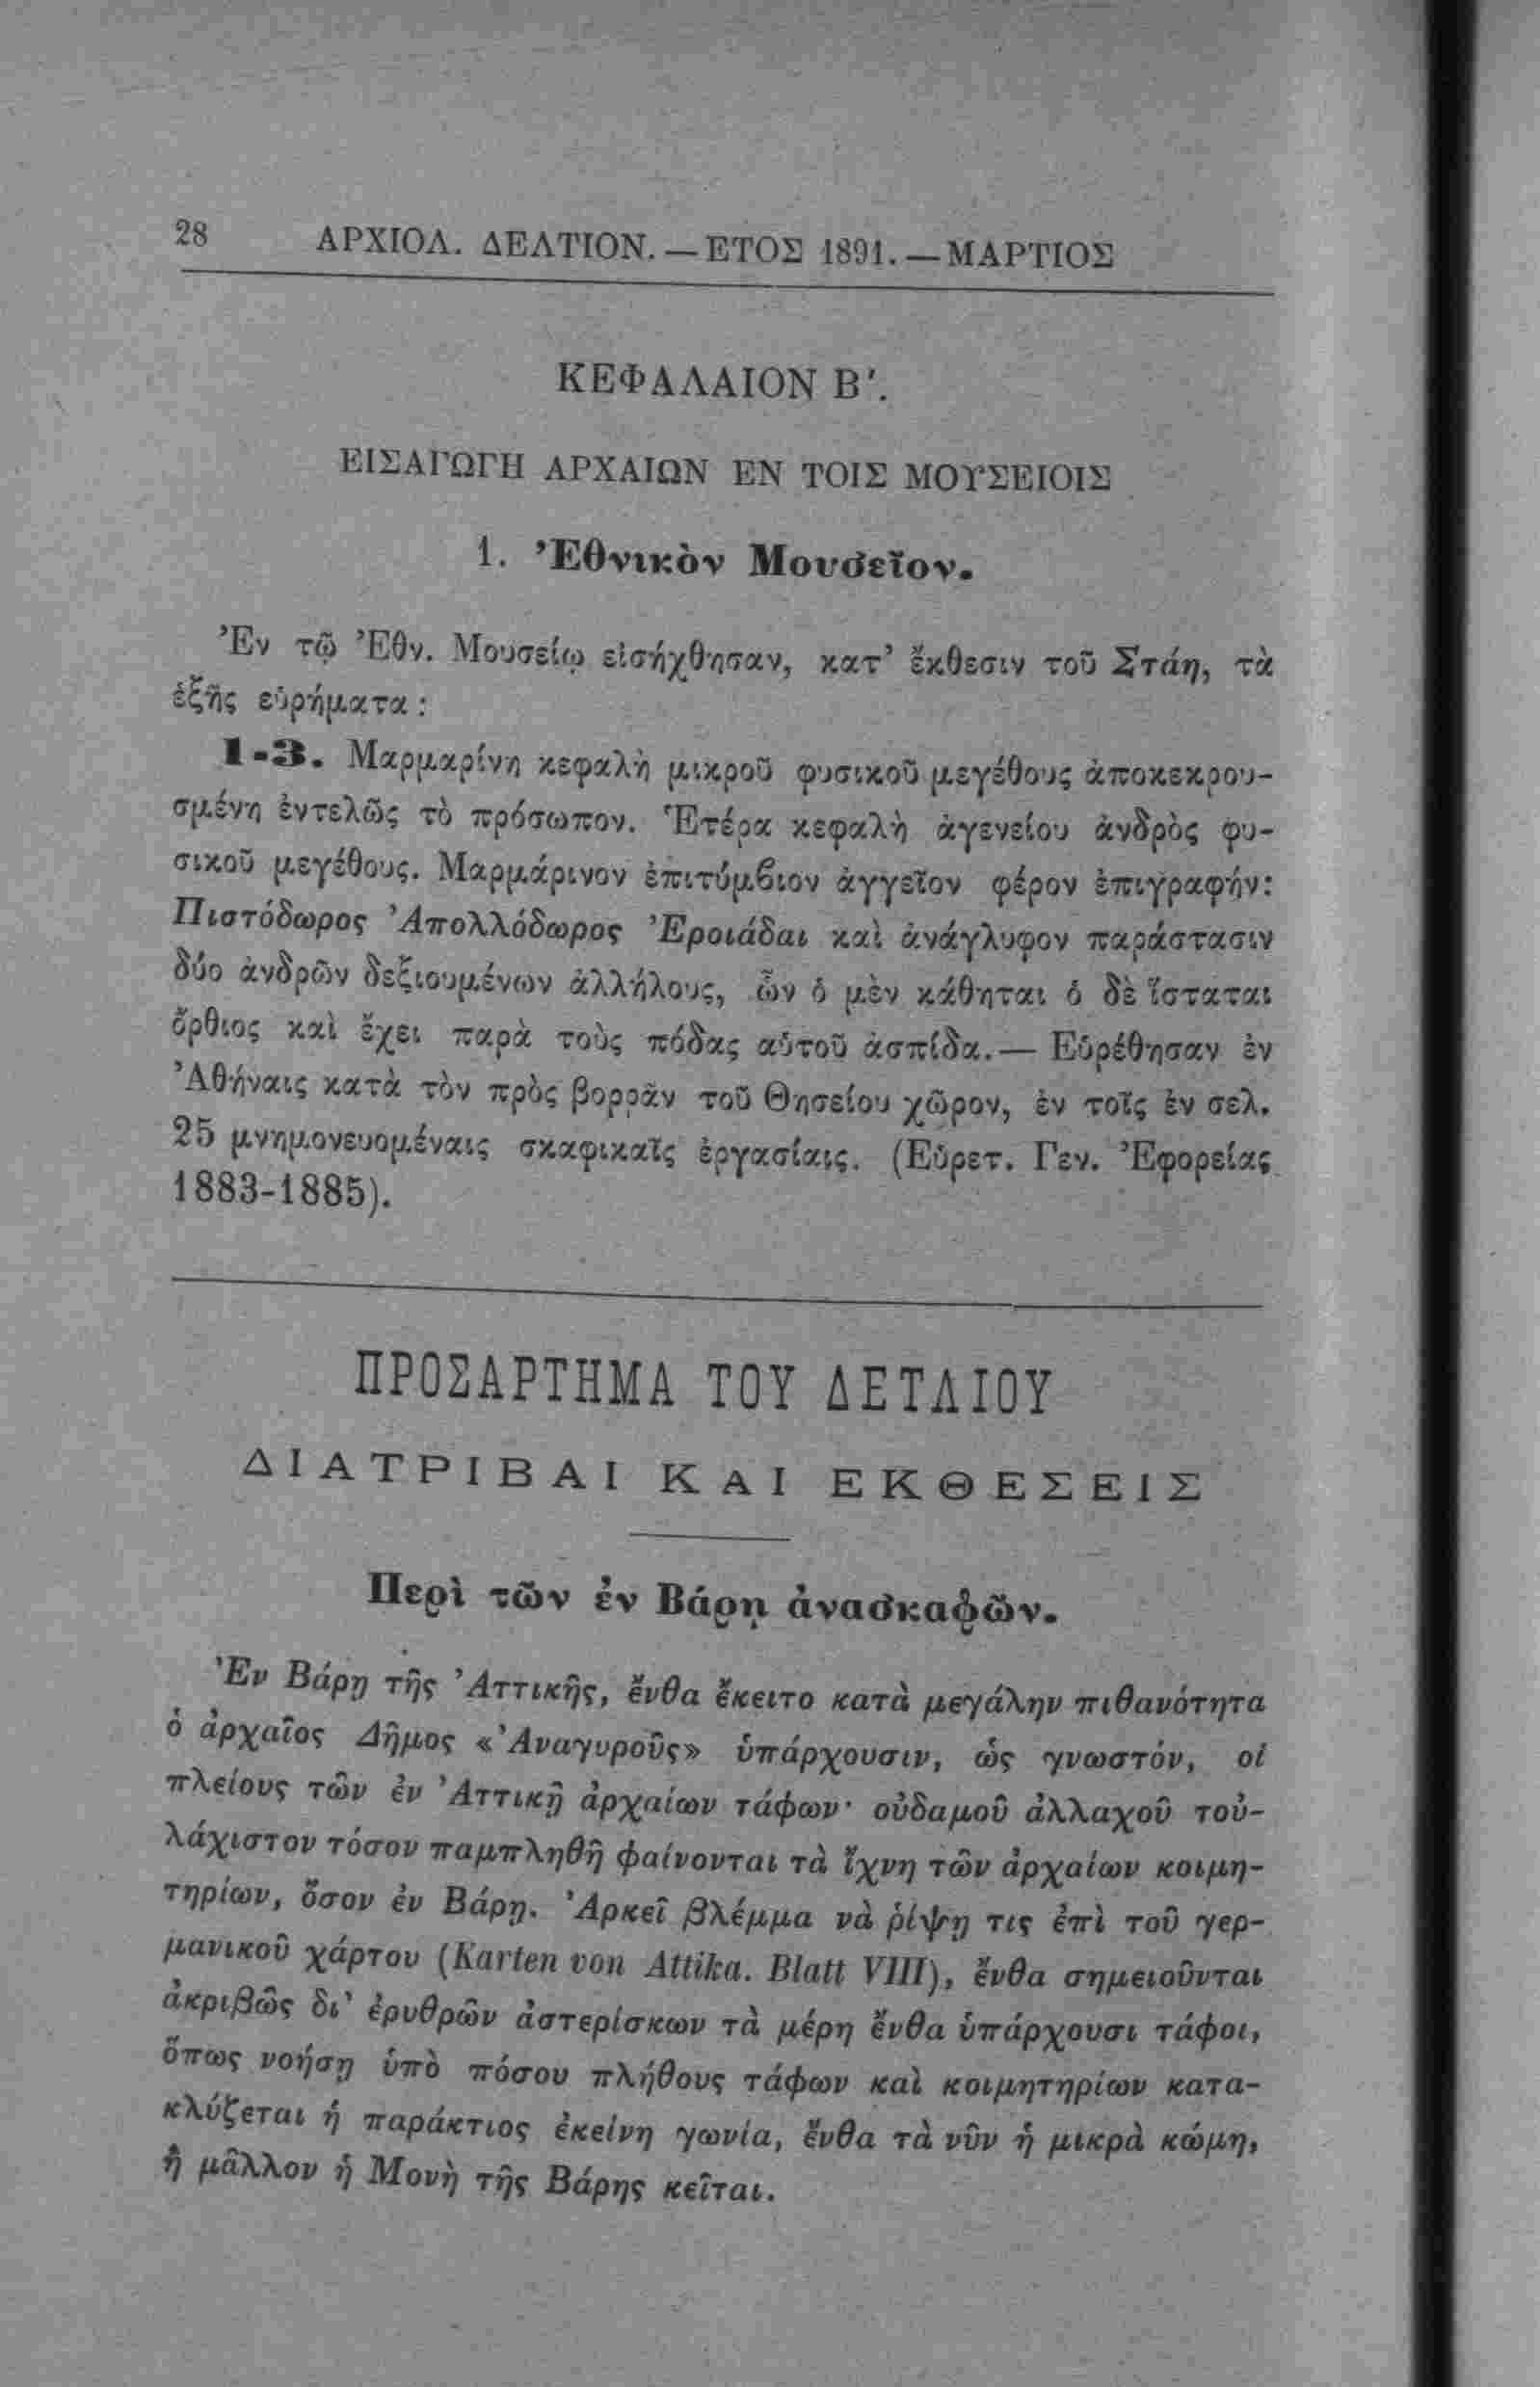 28 ΑΡΧΙΟΛ. ΔΕΛΤΙΟΝ. — ΕΤΟΣ 1891. — ΜΑΡΤΙΟΣ
ΚΕΦΑΛΑΙΟΝ Β'.
ΕΙΣΑΓΩΓΗ ΑΡΧΑΙΩΝ ΕΝ ΤΟΙΣ ΜΟΥΣΕΙΟΙΣ
1. Ἐθνικὸν Μουσεῖον.
Ἐν τῷ Ἐθν. Μουσείῳ εἰσήχθησαν, κατ' ἔκθεσιν τοῦ Στάη, τὰ
ἑξῆς εὑρήματα :
1-3. Μαρμαρίνη κεφαλὴ μικροῦ φυσικοῦ μεγέθους ἀποκεκρου-
σμένη ἐντελῶς τὸ πρόσωπον. Ἑτέρα κεφαλὴ ἀγενείου ἀνδρὸς φυ-
σικοῦ μεγέθους. Μαρμάρινον ἐπιτύμβιον ἀγγεῖον φέρον ἐπιγραφήν:
Πιστόδωρος Ἀπολλόδωρος Ἐροιάδαι καὶ ἀνάγλυφον παράστασιν
δύο ἀνδρῶν δεξιουμένων ἀλλήλους, ὧν ὁ μὲν κάθηται ὁ δὲ ἵσταται
ὄρθιος καὶ ἔχει παρὰ τοὺς πόδας αὑτοῦ ἀσπίδα.— Εὑρέθησαν ἐν
Ἀθήναις κατὰ τὸν πρὸς βορρᾶν τοῦ Θησείου χῶρον, ἐν τοῖς ἐν σελ.
25 μνημονευομέναις σκαφικαῖς ἐργασίαις. (Εὑρετ. Γεν. Ἐφορείας
1883-1885).
ΠΡΟΣΑΡΤΗΜΑ ΤΟΥ ΔΕΤΛΙΟΥ
ΔΙΑΤΡΙΒΑΙ ΚΑΙ ΕΚΘΕΣΕΙΣ
Περὶ τῶν ἐν Βάρῃ ἀνασκαφῶν.
Ἐν Βάρῃ τῆς Ἀττικῆς, ἔνθα ἔκειτο κατὰ μεγάλην πιθανότητα
ὁ ἀρχαῖος Δῆμος «Ἀναγυροῦς» ὑπάρχουσιν, ὡς γνωστόν, οἱ
πλείους τῶν ἐν Ἀττικῇ ἀρχαίων τάφων· οὐδαμοῦ ἀλλαχοῦ τοὐ-
λάχιστον τόσον παμπληθῆ φαίνονται τὰ ἴχνη τῶν ἀρχαίων κοιμη-
τηρίων, ὅσον ἐν Βάρῃ. Ἀρκεῖ βλέμμα νὰ ῥίψῃ τις ἐπὶ τοῦ γερ-
μανικοῦ χάρτου (Karten von Attika. Blatt VIII), ἔνθα σημειοῦνται
ἀκριβῶς δι' ἐρυθρῶν ἀστερίσκων τὰ μέρη ἔνθα ὑπάρχουσι τάφοι,
ὅπως νοήσῃ ὑπὸ πόσου πλήθους τάφων καὶ κοιμητηρίων κατα-
κλύζεται ἡ παράκτιος ἐκείνη γωνία, ἔνθα τὰ νῦν ἡ μικρὰ κώμη,
ἢ μᾶλλον ἡ Μονὴ τῆς Βάρης κεῖται.